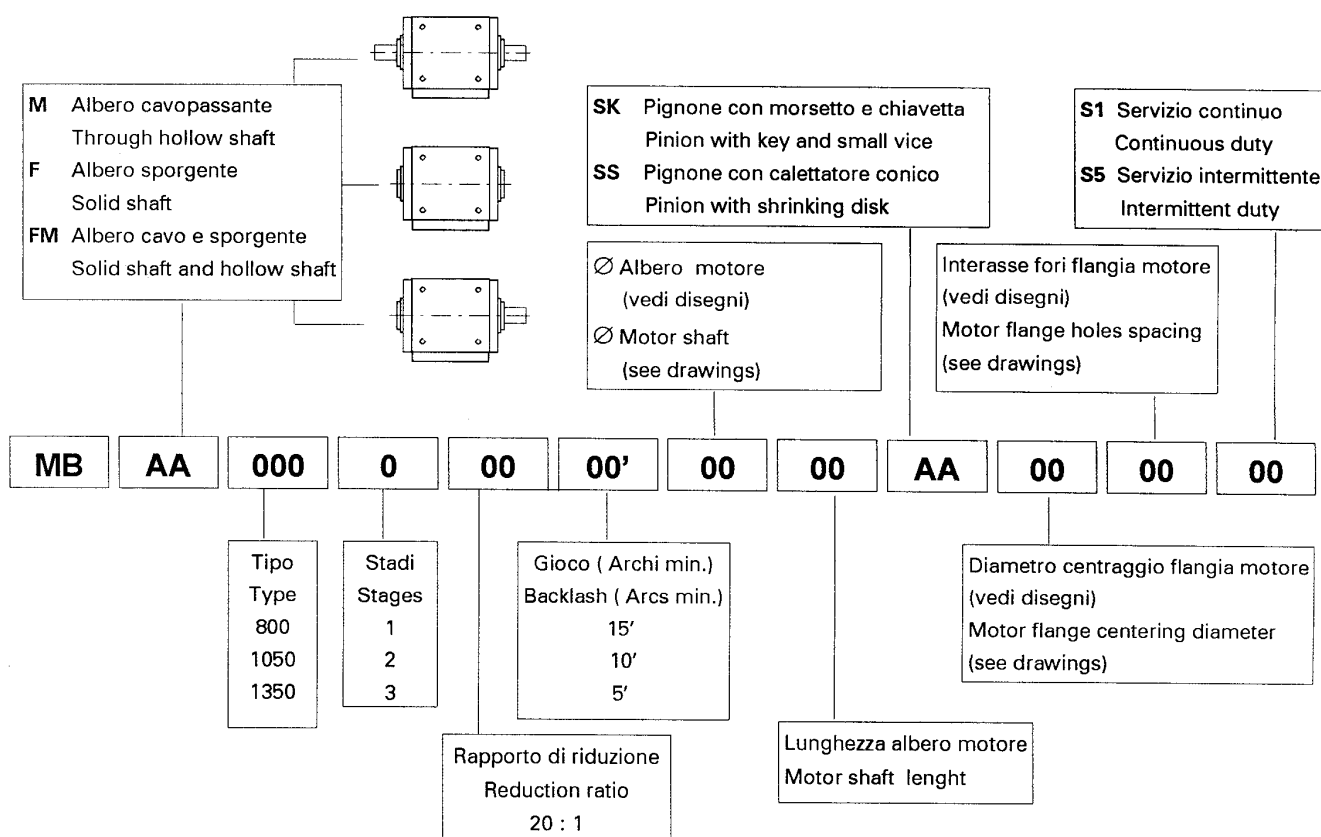 M Albero cavopassante
Through hollow shaft
F Albero sporgente
Solid shaft
FM Albero cavo e sporgente
Solid shaft and hollow shaft
SK Pignone con morsetto e chiavetta
Pinion with key and small vice
SS Pignone con calettatore conico
Pinion with shrinking disk
S1 Servizio continuo
Continuous duty
S5 Servizio intermittente
Intermittent duty
∅ Albero motore
(vedi disegni)
∅ Motor shaft
(see drawings)
Interasse fori flangia motore
(vedi disegni)
Motor flange holes spacing
(see drawings)
MB AA 000 0 00 00' 00 00 AA 00 00 00
Tipo
Type
800
1050
1350
Stadi
Stages
1
2
3
Gioco ( Archi min.)
Backlash ( Arcs min.)
15'
10'
5'
Diametro centraggio flangia motore
(vedi disegni)
Motor flange centering diameter
(see drawings)
Rapporto di riduzione
Reduction ratio
20 : 1
Lunghezza albero motore
Motor shaft lenght